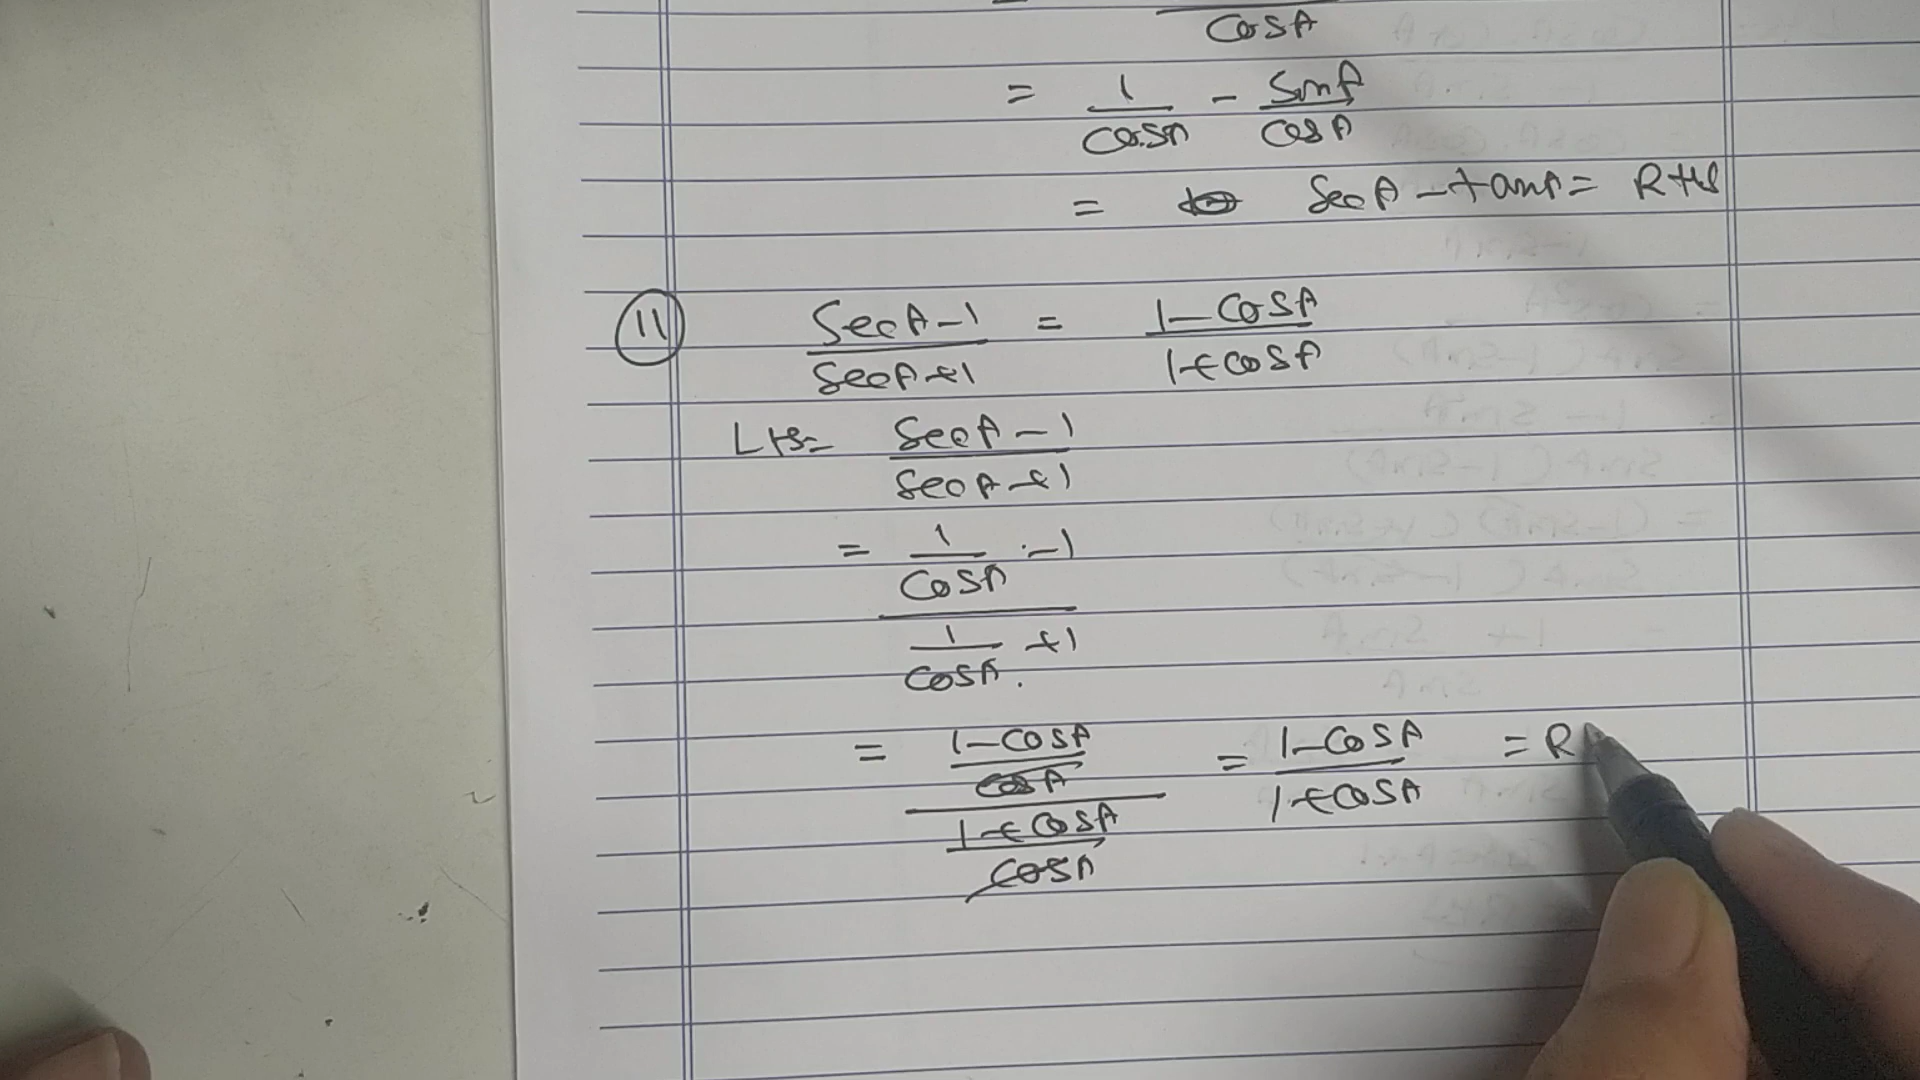 CosA
= 1/CosA - SinA/CosA
= SecA - tanA = RHS
11 SecA-1/SecA+1 = 1-CosA/1+CosA
LHS = SecA-1/SecA+1
= 1/CosA - 1
1/CosA + 1
= 1-CosA/CosA = 1-CosA/1+CosA = R
1+CosA/CosA